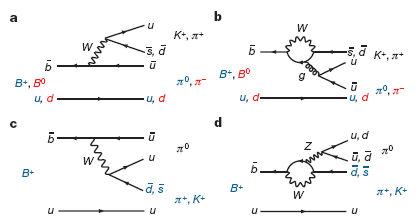 a
u
s̅, d̅
K⁺, π⁺
W
b̅
u̅
B⁺, B⁰
π⁰, π⁻
u, d
u, d
b
W
b̅
s̅, d̅
u
K⁺, π⁺
g
B⁺, B⁰
u̅
π⁰, π⁻
u, d
u, d
c
b̅
u̅
π⁰
W
u
B⁺
d̅, s̅
π⁺, K⁺
u
u
d
Z
u, d
π⁰
u̅, d̅
b̅
d̅, s̅
B⁺
W
π⁺, K⁺
u
u